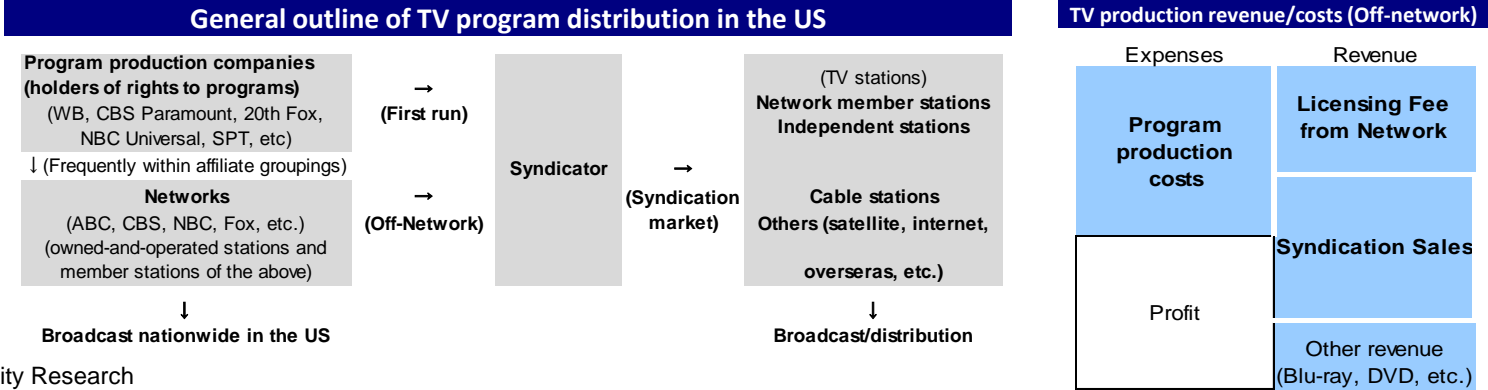 General outline of TV program distribution in the US
Program production companies
(holders of rights to programs)
(WB, CBS Paramount, 20th Fox,
NBC Universal, SPT, etc)
↓(Frequently within affiliate groupings)
Networks
(ABC, CBS, NBC, Fox, etc.)
(owned-and-operated stations and
member stations of the above)
↓
Broadcast nationwide in the US
→
(First run)
→
(Off-Network)
Syndicator
→
(Syndication
market)
(TV stations)
Network member stations
Independent stations
Cable stations
Others (satellite, internet,
overseras, etc.)
↓
Broadcast/distribution
TV production revenue/costs (Off-network)
Expenses
Revenue
Program
production
costs
Profit
Licensing Fee
from Network
Syndication Sales
Other revenue
(Blu-ray, DVD, etc.)
ity Research